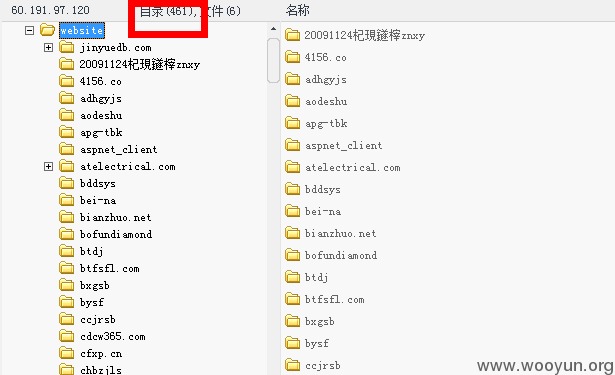 60.191.97.120 目录(461),文件(6) 名称
website
jinyuedb.com
20091124杞現鎹榨znxy
4156.co
adhgyjs
aodeshu
apg-tbk
aspnet_client
atelectrical.com
bddsys
bei-na
bianzhuo.net
bofundiamond
btdj
btfsfl.com
bxgsb
bysf
ccjrsb
cdcw365.com
cfxp.cn
chbzjls
20091124杞現鎹榨znxy
4156.co
adhgyjs
aodeshu
apg-tbk
aspnet_client
atelectrical.com
bddsys
bei-na
bianzhuo.net
bofundiamond
btdj
btfsfl.com
bxgsb
bysf
ccjrsb
www.wooyun.org